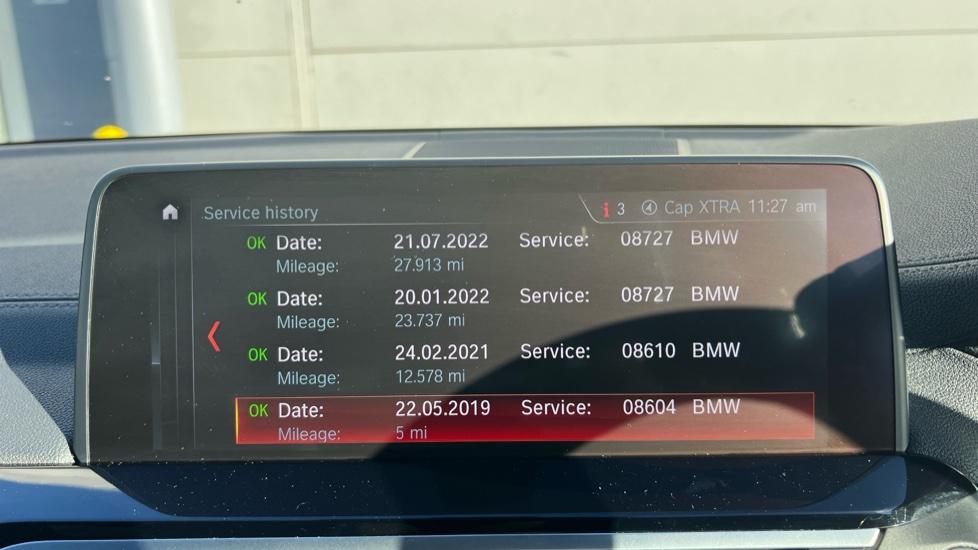 Service history i 3 Cap XTRA 11:27 am
OK Date: 21.07.2022 Service: 08727 BMW
Mileage: 27.913 mi
OK Date: 20.01.2022 Service: 08727 BMW
Mileage: 23.737 mi
OK Date: 24.02.2021 Service: 08610 BMW
Mileage: 12.578 mi
OK Date: 22.05.2019 Service: 08604 BMW
Mileage: 5 mi